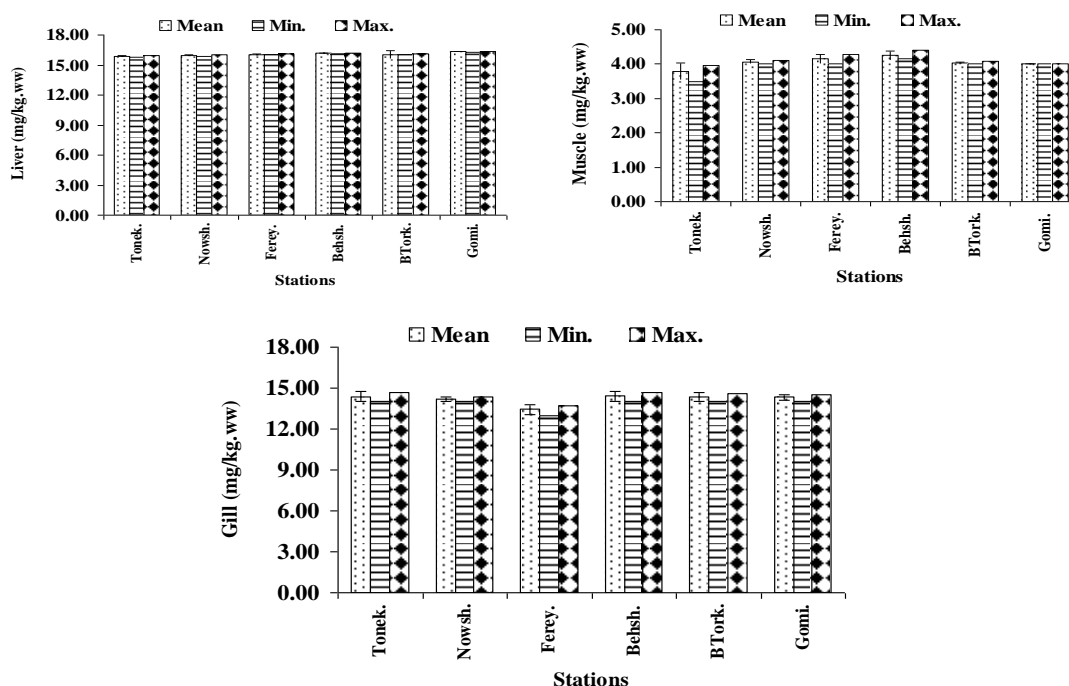 Mean Min. Max.
18.00
15.00
12.00
9.00
6.00
3.00
0.00
Liver (mg/kg.ww)
Tonek.
Nowsh.
Ferey.
Behsh.
BTork.
Gomi.
Stations
Mean Min. Max.
5.00
4.00
3.00
2.00
1.00
0.00
Muscle (mg/kg.ww)
Tonek.
Nowsh.
Ferey.
Behsh.
BTork.
Gomi.
Stations
Mean Min. Max.
18.00
15.00
12.00
9.00
6.00
3.00
0.00
Gill (mg/kg.ww)
Tonek.
Nowsh.
Ferey.
Behsh.
BTork.
Gomi.
Stations